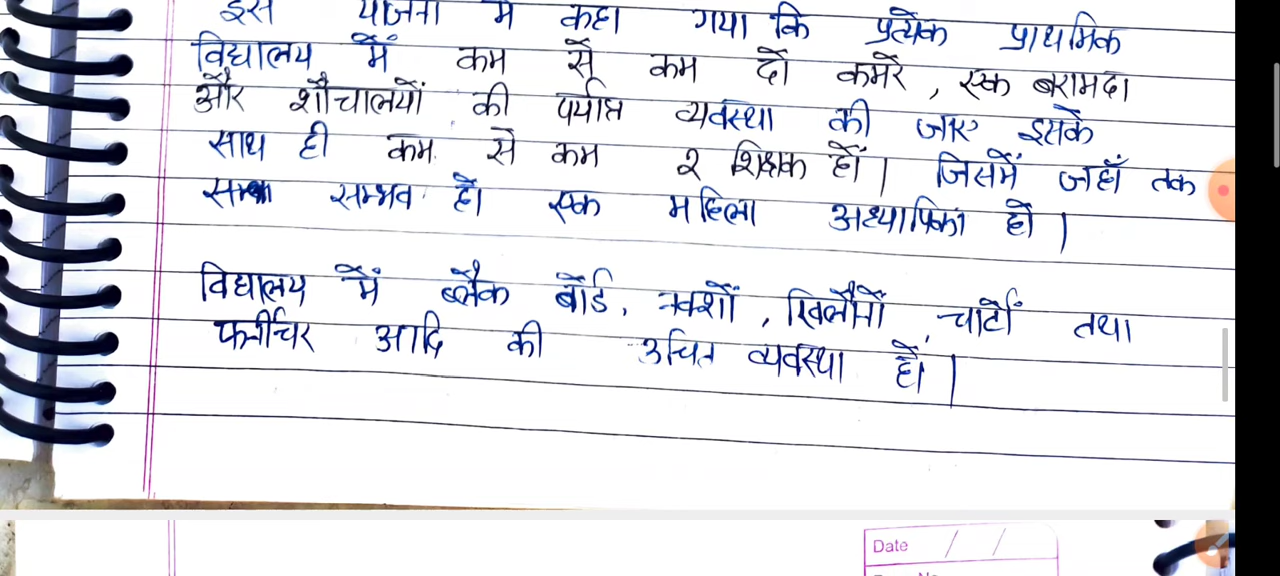 इस योजना में कहा गया कि प्रत्येक प्राथमिक
विद्यालय में कम से कम दो कमरे, एक बरामदा
और शौचालयों की पर्याप्त व्यवस्था की जाए इसके
साथ ही कम से कम २ शिक्षक हों। जिसमें जहाँ तक
सम्भव हो एक महिला अध्यापिका हो।
विद्यालय में ब्लैक बोर्ड, नक्शों, खिलौनों, चार्टों तथा
फर्नीचर आदि की उचित व्यवस्था हो।
Date / /